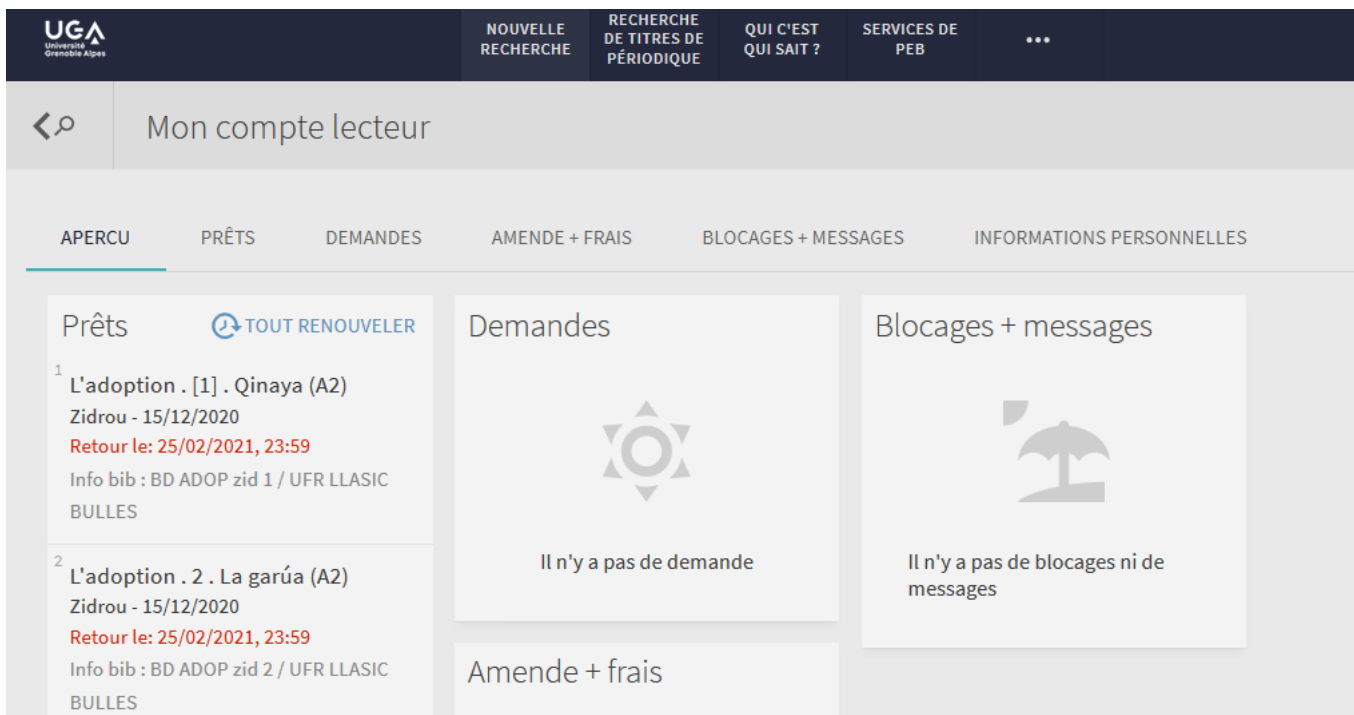 UGA
Université
Grenoble Alpes
NOUVELLE
RECHERCHE
RECHERCHE
DE TITRES DE
PÉRIODIQUE
QUI C'EST
QUI SAIT ?
SERVICES DE
PEB
•••
Mon compte lecteur
APERCU
PRÊTS
DEMANDES
AMENDE + FRAIS
BLOCAGES + MESSAGES
INFORMATIONS PERSONNELLES
Prêts
TOUT RENOUVELER
1
L'adoption . [1] . Qinaya (A2)
Zidrou - 15/12/2020
Retour le: 25/02/2021, 23:59
Info bib : BD ADOP zid 1 / UFR LLASIC
BULLES
2
L'adoption . 2 . La garúa (A2)
Zidrou - 15/12/2020
Retour le: 25/02/2021, 23:59
Info bib : BD ADOP zid 2 / UFR LLASIC
BULLES
Demandes
Il n'y a pas de demande
Amende + frais
Blocages + messages
Il n'y a pas de blocages ni de
messages